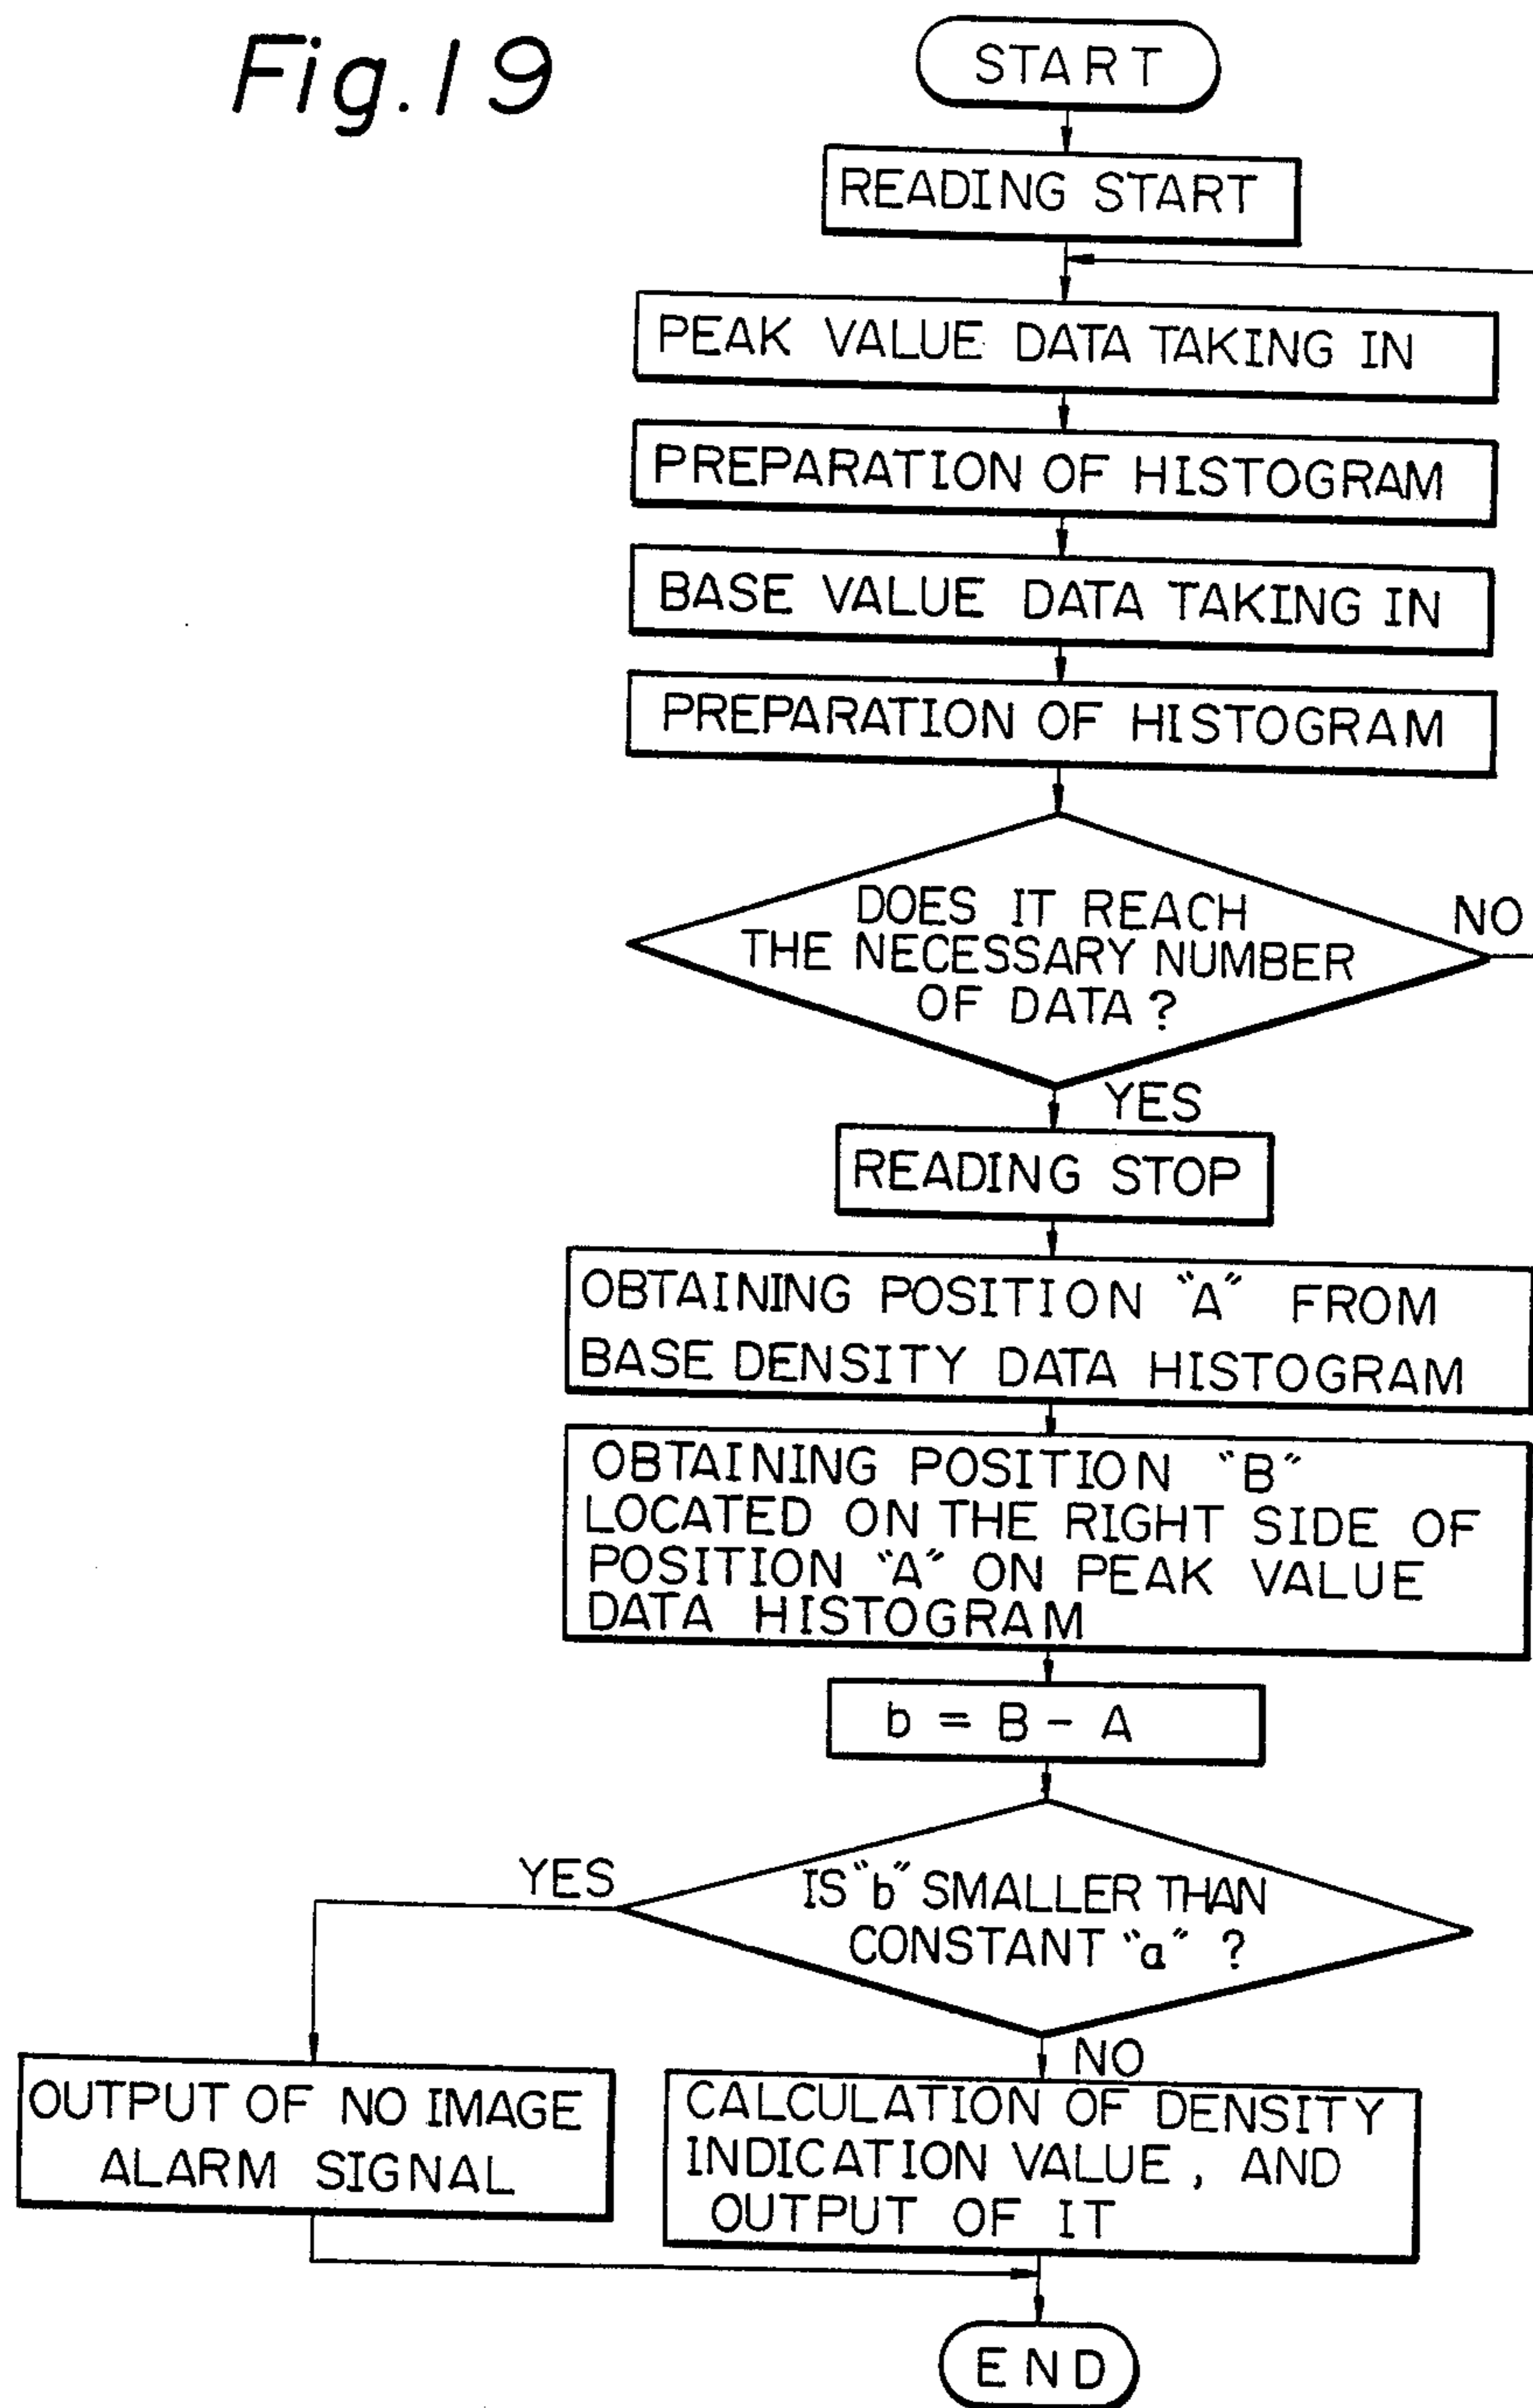 Fig.19
START
READING START
PEAK VALUE DATA TAKING IN
PREPARATION OF HISTOGRAM
BASE VALUE DATA TAKING IN
PREPARATION OF HISTOGRAM
DOES IT REACH
THE NECESSARY NUMBER
OF DATA ?
NO
YES
READING STOP
OBTAINING POSITION "A" FROM
BASE DENSITY DATA HISTOGRAM
OBTAINING POSITION "B"
LOCATED ON THE RIGHT SIDE OF
POSITION "A" ON PEAK VALUE
DATA HISTOGRAM
b = B - A
YES
IS "b" SMALLER THAN
CONSTANT "a" ?
NO
OUTPUT OF NO IMAGE
ALARM SIGNAL
CALCULATION OF DENSITY
INDICATION VALUE, AND
OUTPUT OF IT
END